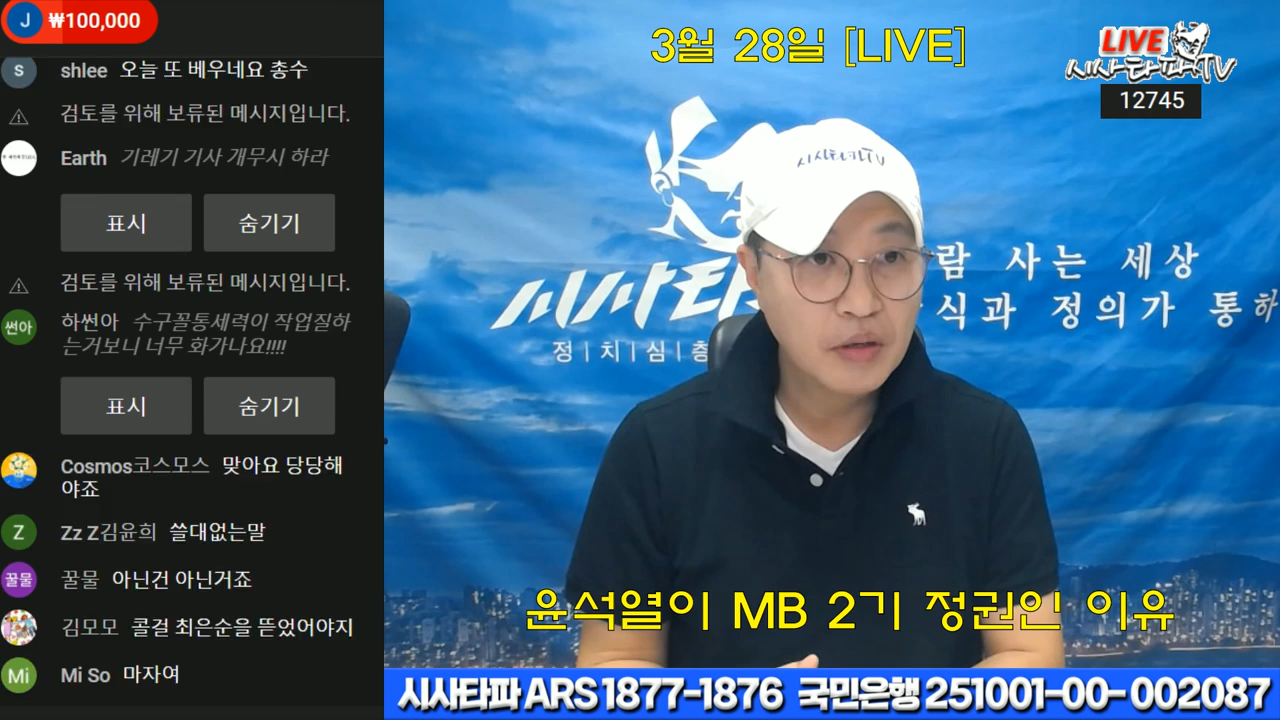 J ₩100,000
S shlee 오늘 또 베우네요 총수
검토를 위해 보류된 메시지입니다.
Earth 기레기 기사 개무시 하라
표시 숨기기
검토를 위해 보류된 메시지입니다.
썬아 하썬아 수구꼴통세력이 작업질하
는거보니 너무 화가나요!!!!
표시 숨기기
Cosmos코스모스 맞아요 당당해
야죠
Z Zz Z김윤희 쓸대없는말
꿀물 꿀물 아닌건 아닌거죠
김모모 콜걸 최은순을 뜯었어야지
Mi Mi So 마자여
3월 28일 [LIVE]
LIVE
시사타파TV
12745
시사타파TV
시사타
정|치|심|층
람 사는 세상
식과 정의가 통하
윤석열이 MB 2기 정권인 이유
시사타파 ARS 1877-1876 국민은행 251001-00- 002087